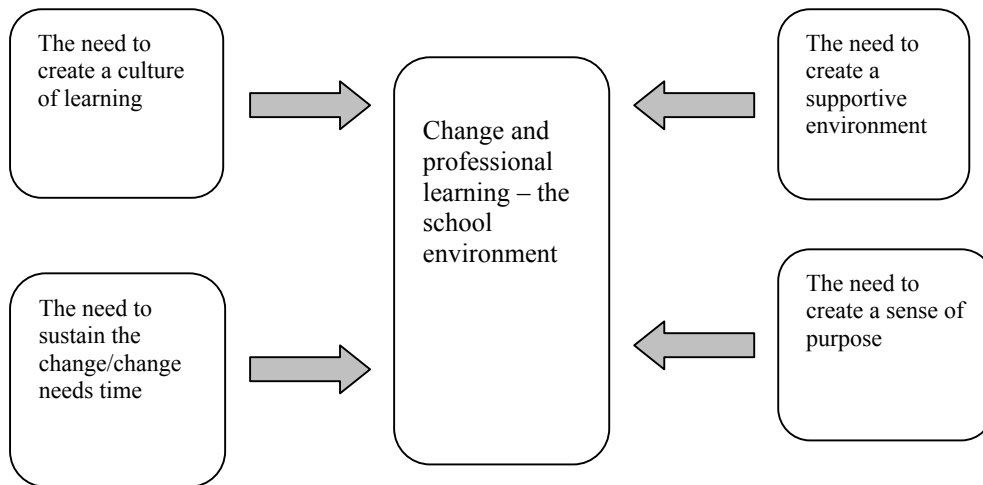 The need to
create a culture
of learning
The need to
sustain the
change/change
needs time
Change and
professional
learning – the
school
environment
The need to
create a
supportive
environment
The need to
create a sense of
purpose